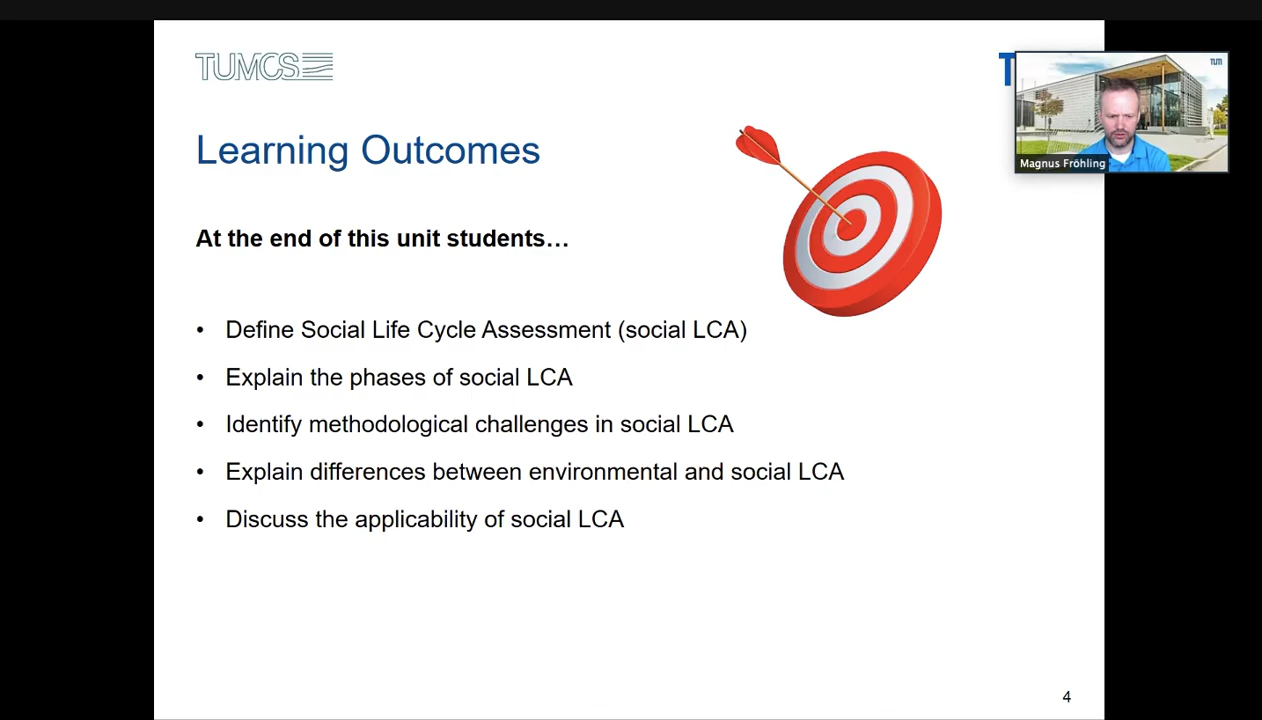 TUMCS
TUM
Magnus Fröhling
Learning Outcomes
At the end of this unit students…
• Define Social Life Cycle Assessment (social LCA)
• Explain the phases of social LCA
• Identify methodological challenges in social LCA
• Explain differences between environmental and social LCA
• Discuss the applicability of social LCA
4